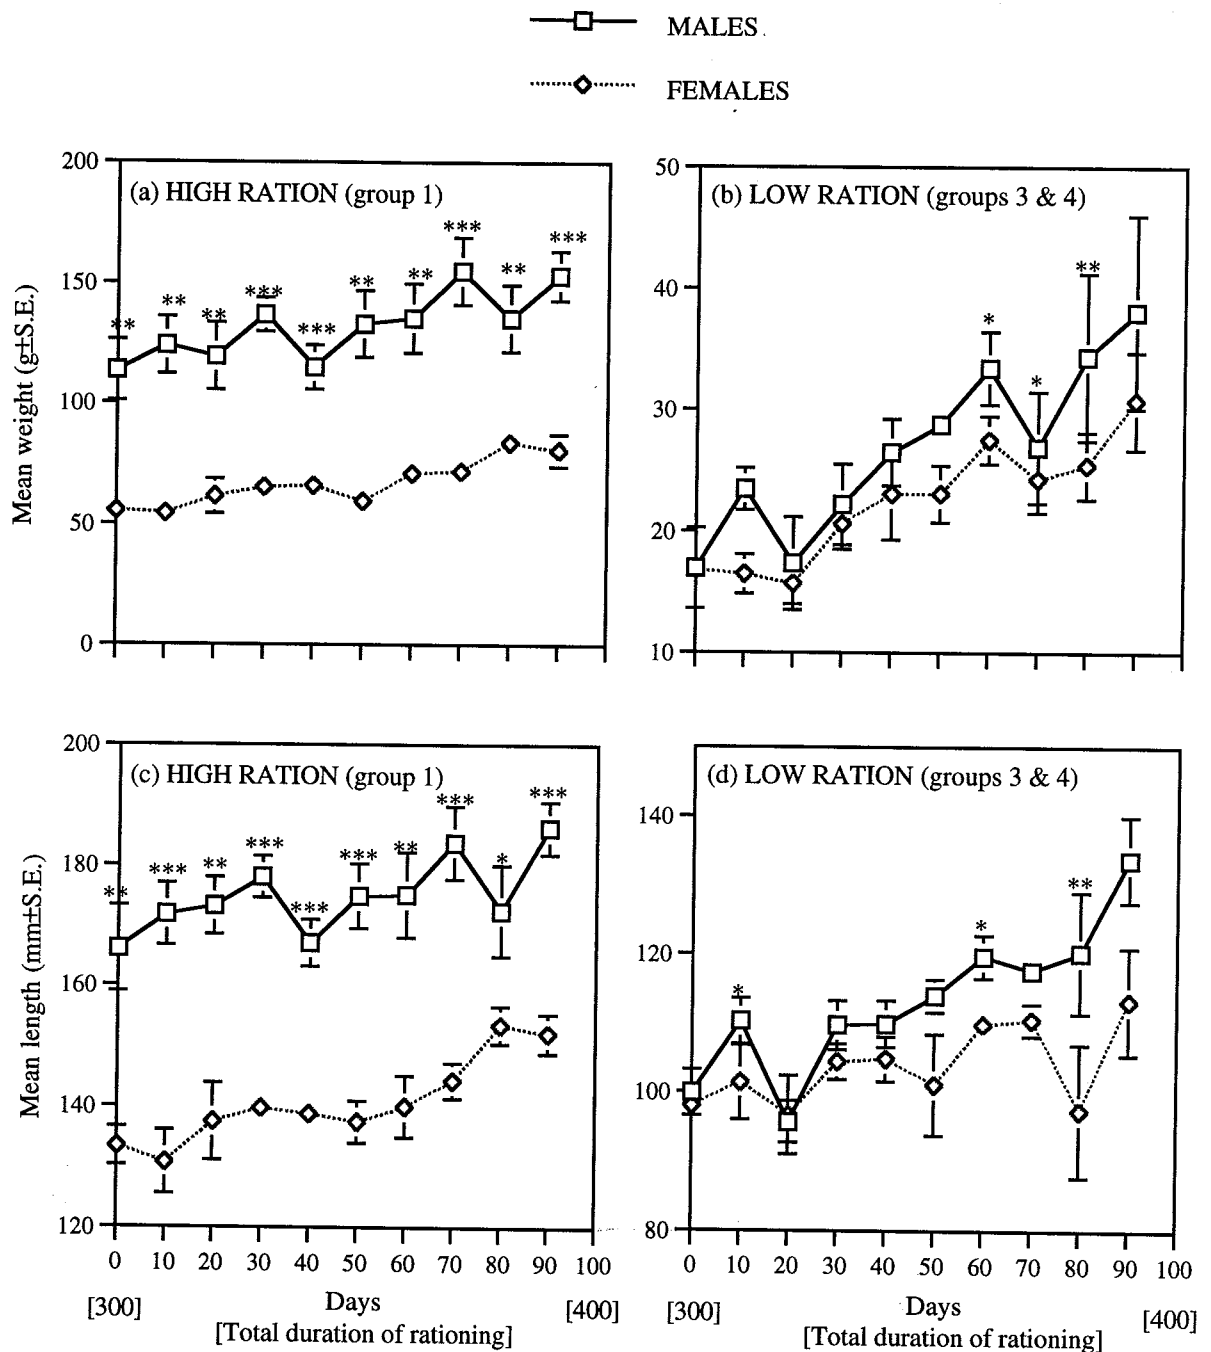 MALES
FEMALES
Mean weight (g±S.E.)
200
150
100
50
0
(a) HIGH RATION (group 1)
** ** ** *** *** ** ** *** ** ***
50
40
30
20
10
(b) LOW RATION (groups 3 & 4)
* * **
Mean length (mm±S.E.)
200
180
160
140
120
(c) HIGH RATION (group 1)
** *** ** *** *** *** ** *** * ***
0 10 20 30 40 50 60 70 80 90 100
[300] Days [400]
[Total duration of rationing]
140
120
100
80
(d) LOW RATION (groups 3 & 4)
* * **
0 10 20 30 40 50 60 70 80 90 100
[300] Days [400]
[Total duration of rationing]